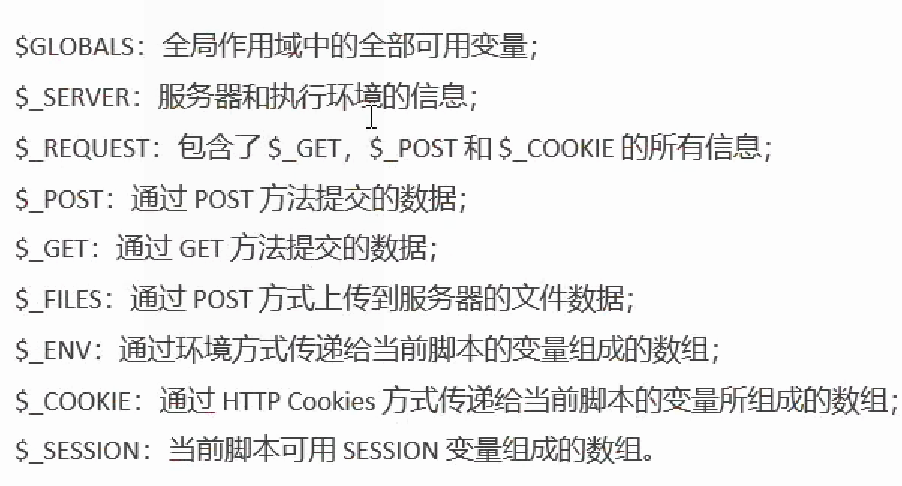 $GLOBALS：全局作用域中的全部可用变量；
$_SERVER：服务器和执行环境的信息；
$_REQUEST：包含了 $_GET，$_POST 和 $_COOKIE 的所有信息；
$_POST：通过 POST 方法提交的数据；
$_GET：通过 GET 方法提交的数据；
$_FILES：通过 POST 方式上传到服务器的文件数据；
$_ENV：通过环境方式传递给当前脚本的变量组成的数组；
$_COOKIE：通过 HTTP Cookies 方式传递给当前脚本的变量所组成的数组；
$_SESSION：当前脚本可用 SESSION 变量组成的数组。